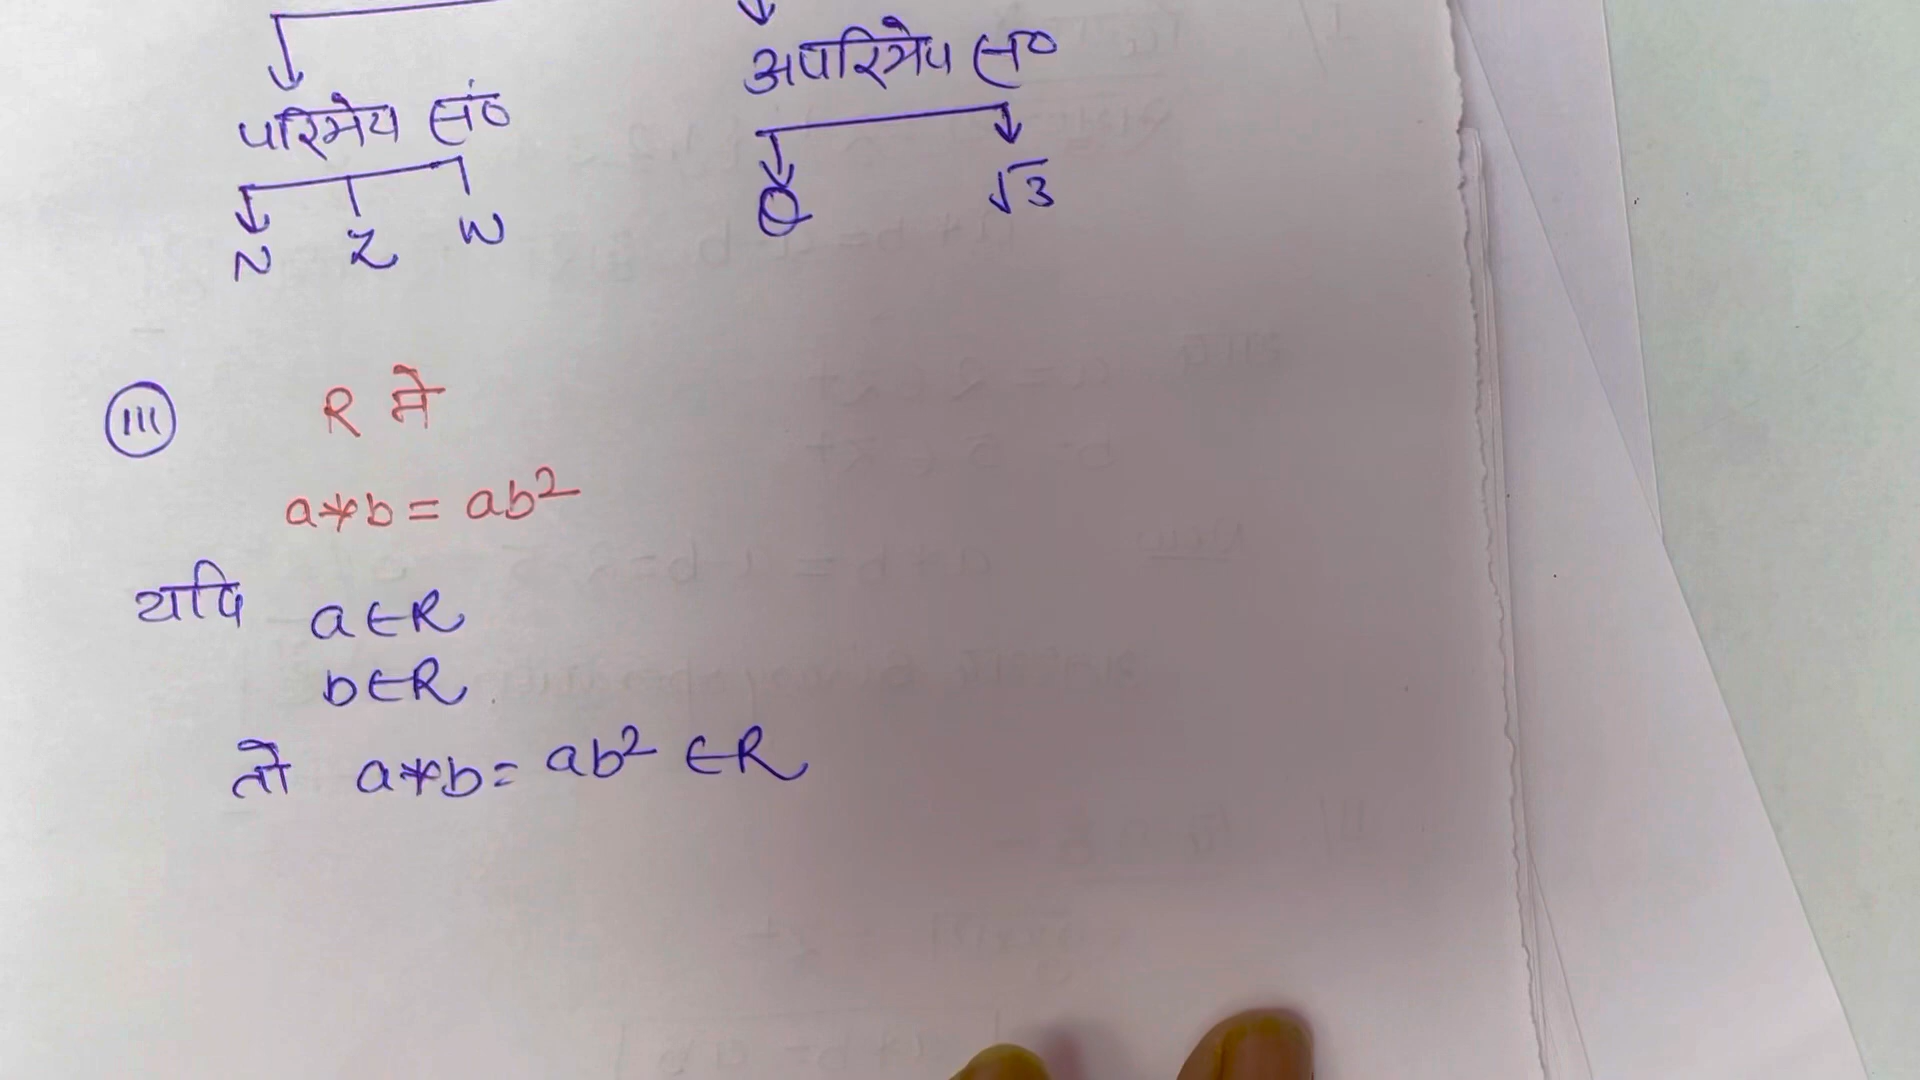 अपरिमेय सं०
परिमेय सं०
N Z W
Q √3
(III) R मे
a*b = ab²
यदि a∈R
b∈R
तो a*b = ab² ∈R